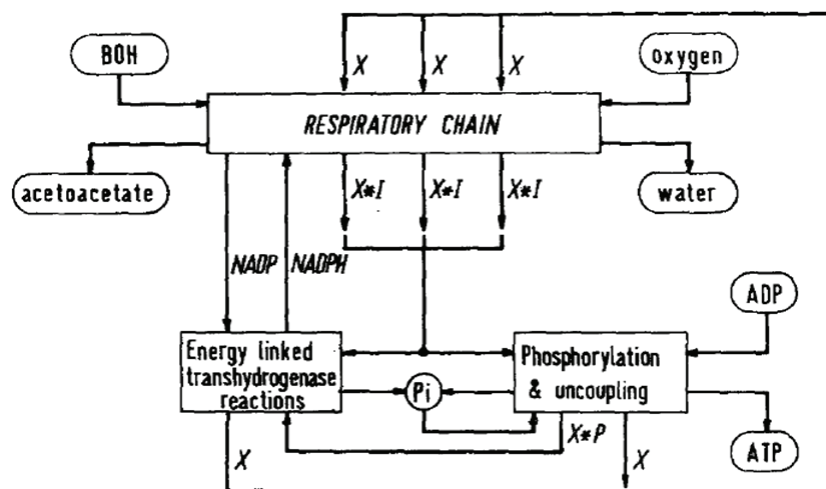 BOH
oxygen
X X X
RESPIRATORY CHAIN
acetoacetate
X*I X*I X*I
water
NADP NADPH
ADP
Energy linked
transhydrogenase
reactions
Pi
Phosphorylation
& uncoupling
X*P
X
X
ATP